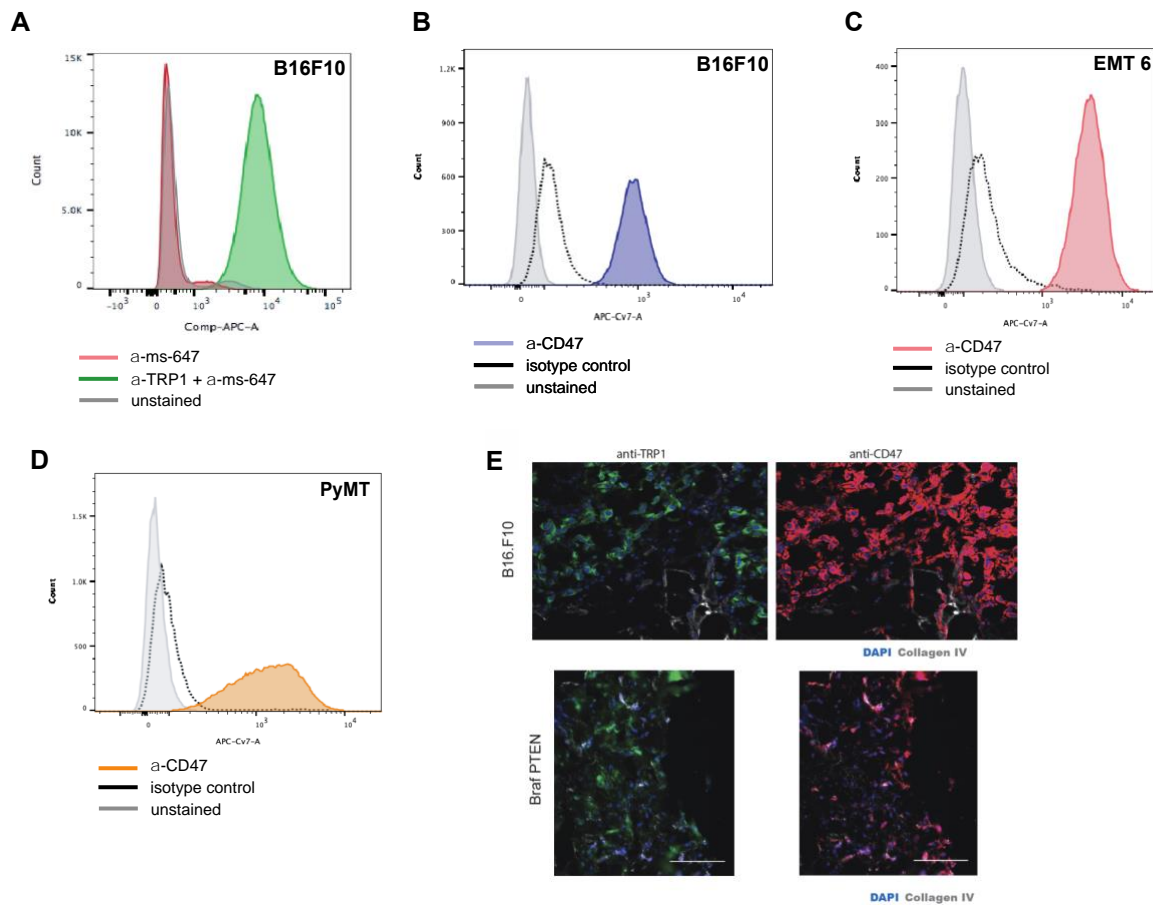 A
B
C
15K
10K
5.0K
0
Count
B16F10
-10³ 0 10³ 10⁴ 10⁵
Comp-APC-A
a-ms-647
a-TRP1 + a-ms-647
unstained
1.2K
900
600
300
0
Count
B16F10
0 10³ 10⁴
APC-Cv7-A
a-CD47
isotype control
unstained
400
300
200
100
0
Count
EMT 6
0 10³ 10⁴
APC-Cv7-A
a-CD47
isotype control
unstained
D
1.5K
1.0K
500
0
Count
PyMT
0 10³ 10⁴
APC-Cv7-A
a-CD47
isotype control
unstained
E
anti-TRP1
anti-CD47
B16.F10
DAPI Collagen IV
Braf PTEN
DAPI Collagen IV